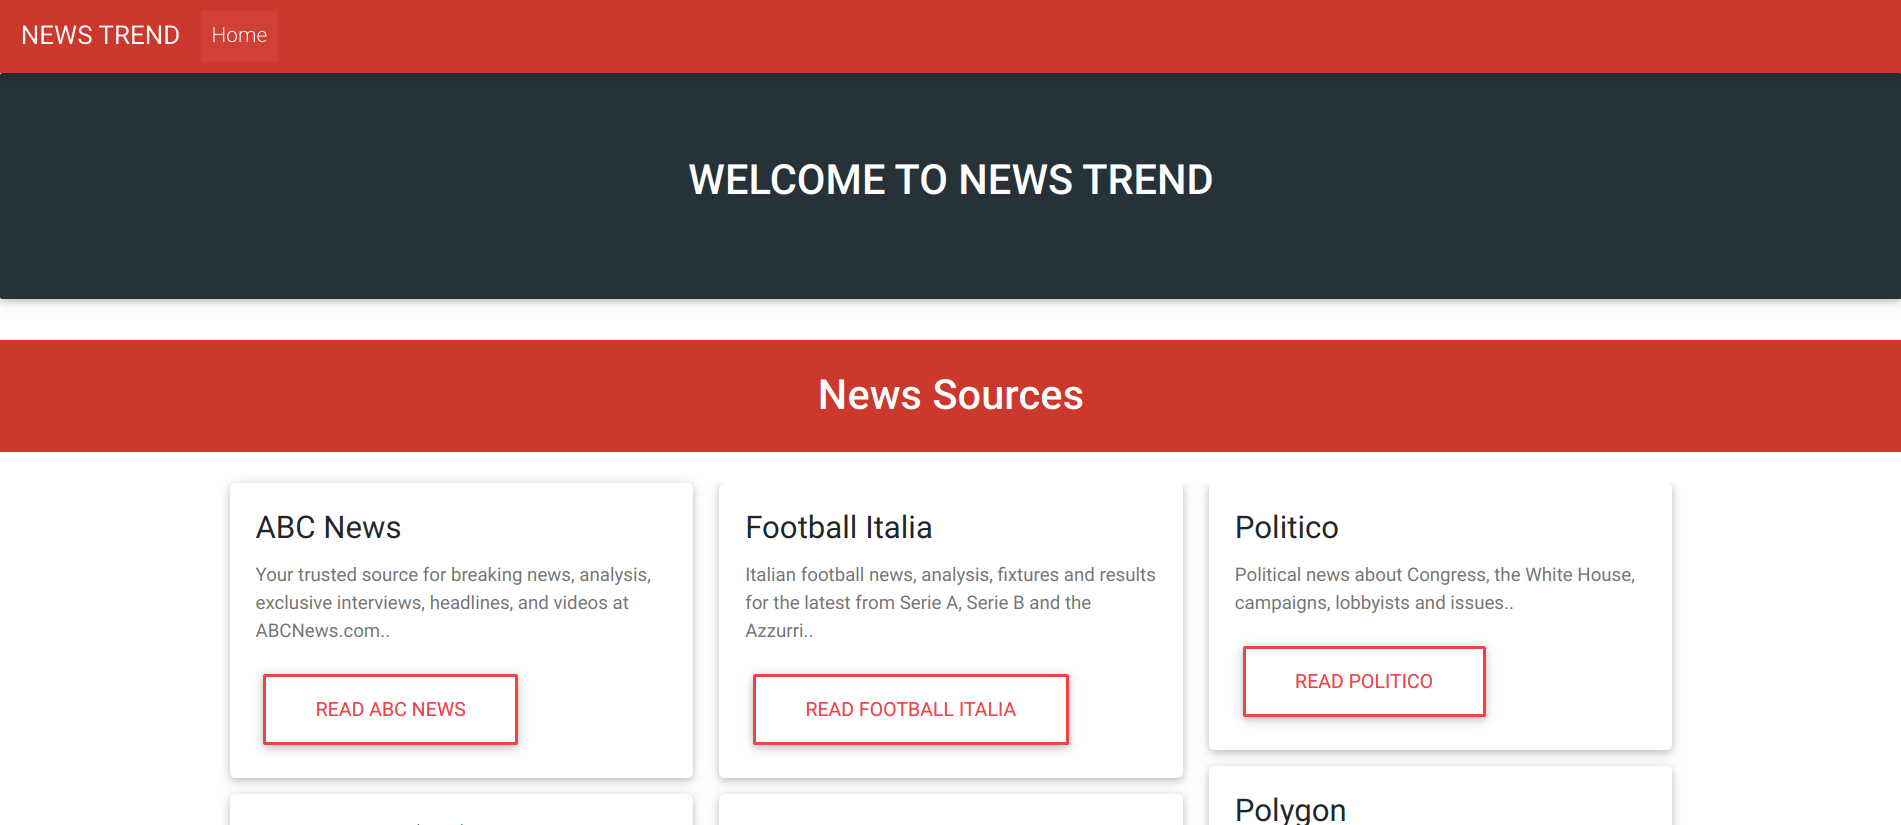 NEWS TREND Home
WELCOME TO NEWS TREND
News Sources
ABC News
Your trusted source for breaking news, analysis,
exclusive interviews, headlines, and videos at
ABCNews.com..
READ ABC NEWS
Football Italia
Italian football news, analysis, fixtures and results
for the latest from Serie A, Serie B and the
Azzurri..
READ FOOTBALL ITALIA
Politico
Political news about Congress, the White House,
campaigns, lobbyists and issues..
READ POLITICO
Polygon